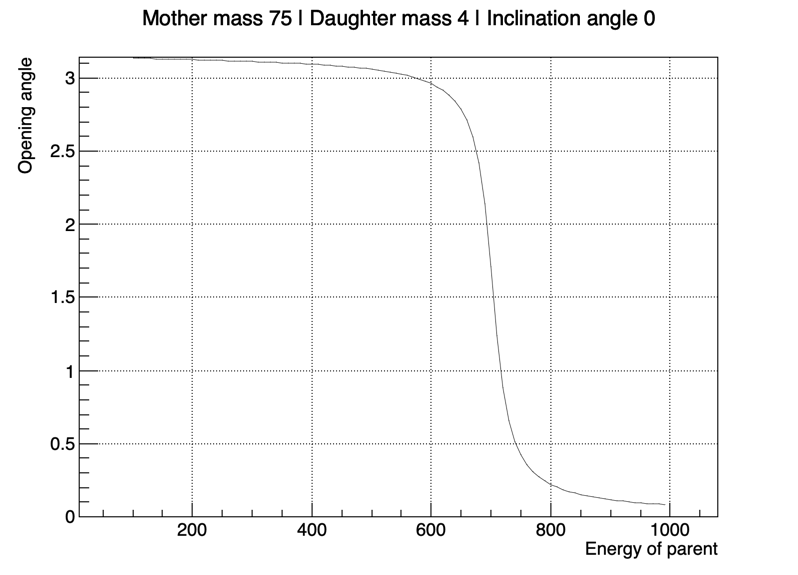 Mother mass 75 | Daughter mass 4 | Inclination angle 0
Opening angle
3
2.5
2
1.5
1
0.5
0
200 400 600 800 1000
Energy of parent